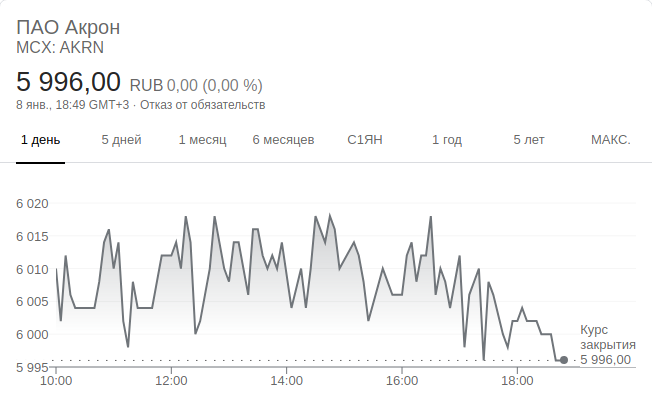 ПАО Акрон
MCX: AKRN
5 996,00 RUB 0,00 (0,00 %)
8 янв., 18:49 GMT+3 · Отказ от обязательств
1 день 5 дней 1 месяц 6 месяцев С1ЯН 1 год 5 лет МАКС.
6 020
6 015
6 010
6 005
6 000
Курс
закрытия
5 996,00
5 995
10:00 12:00 14:00 16:00 18:00